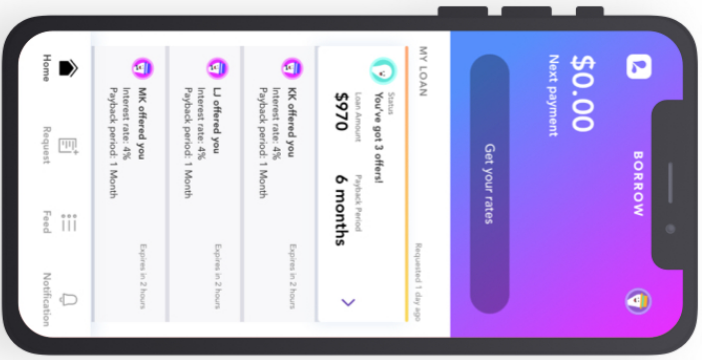 BORROW
$0.00
Next payment
Get your rates
MY LOAN
Requested 1 day ago
Status
You've got 3 offers!
Loan Amount
Payback Period
$970
6 months
KK offered you
Interest rate: 4%
Payback period: 1 Month
Expires in 2 hours
LJ offered you
Interest rate: 4%
Payback period: 1 Month
Expires in 2 hours
MK offered you
Interest rate: 4%
Payback period: 1 Month
Expires in 2 hours
Home
Request
Feed
Notification